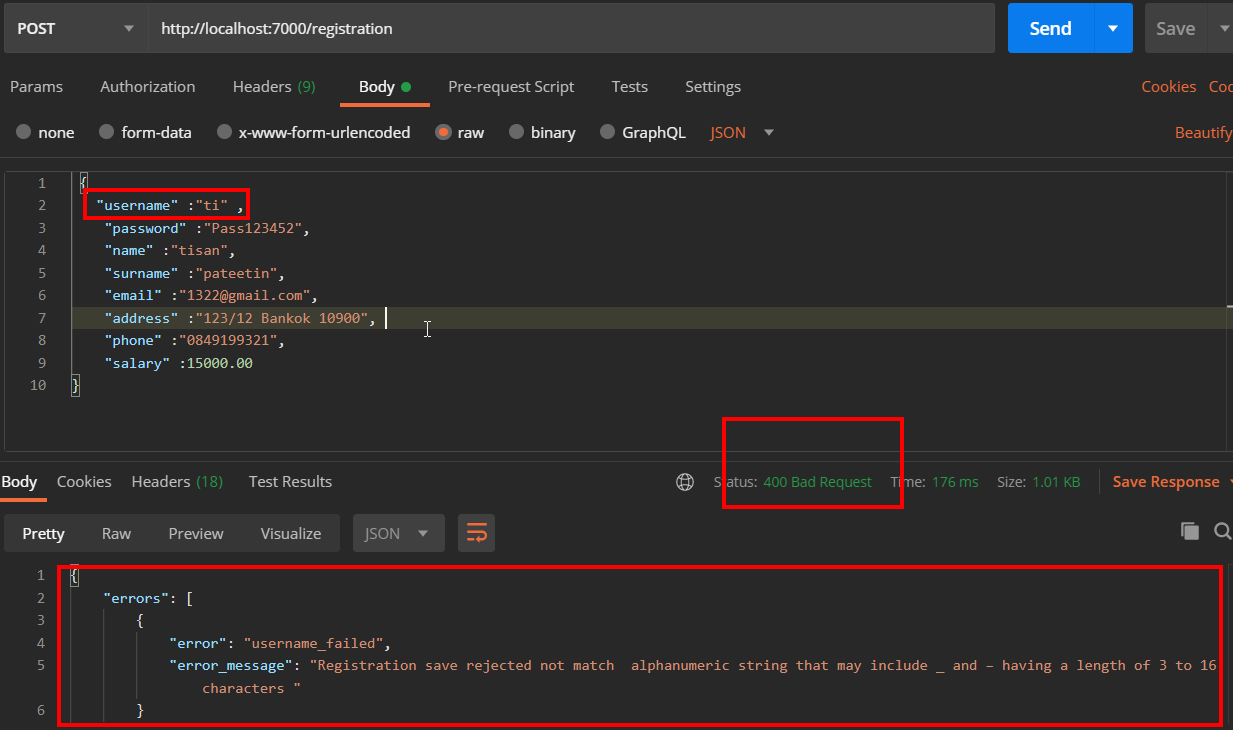 POST http://localhost:7000/registration Send Save
Params Authorization Headers (9) Body Pre-request Script Tests Settings Cookies
none form-data x-www-form-urlencoded raw binary GraphQL JSON Beautify
1 {
2 "username" :"ti" ,
3 "password" :"Pass123452",
4 "name" :"tisan",
5 "surname" :"pateetin",
6 "email" :"1322@gmail.com",
7 "address" :"123/12 Bankok 10900",
8 "phone" :"0849199321",
9 "salary" :15000.00
10 }
Body Cookies Headers (18) Test Results Status: 400 Bad Request Time: 176 ms Size: 1.01 KB Save Response
Pretty Raw Preview Visualize JSON
1 {
2 "errors": [
3 {
4 "error": "username_failed",
5 "error_message": "Registration save rejected not match  alphanumeric string that may include _ and – having a length of 3 to 16
characters "
6 }